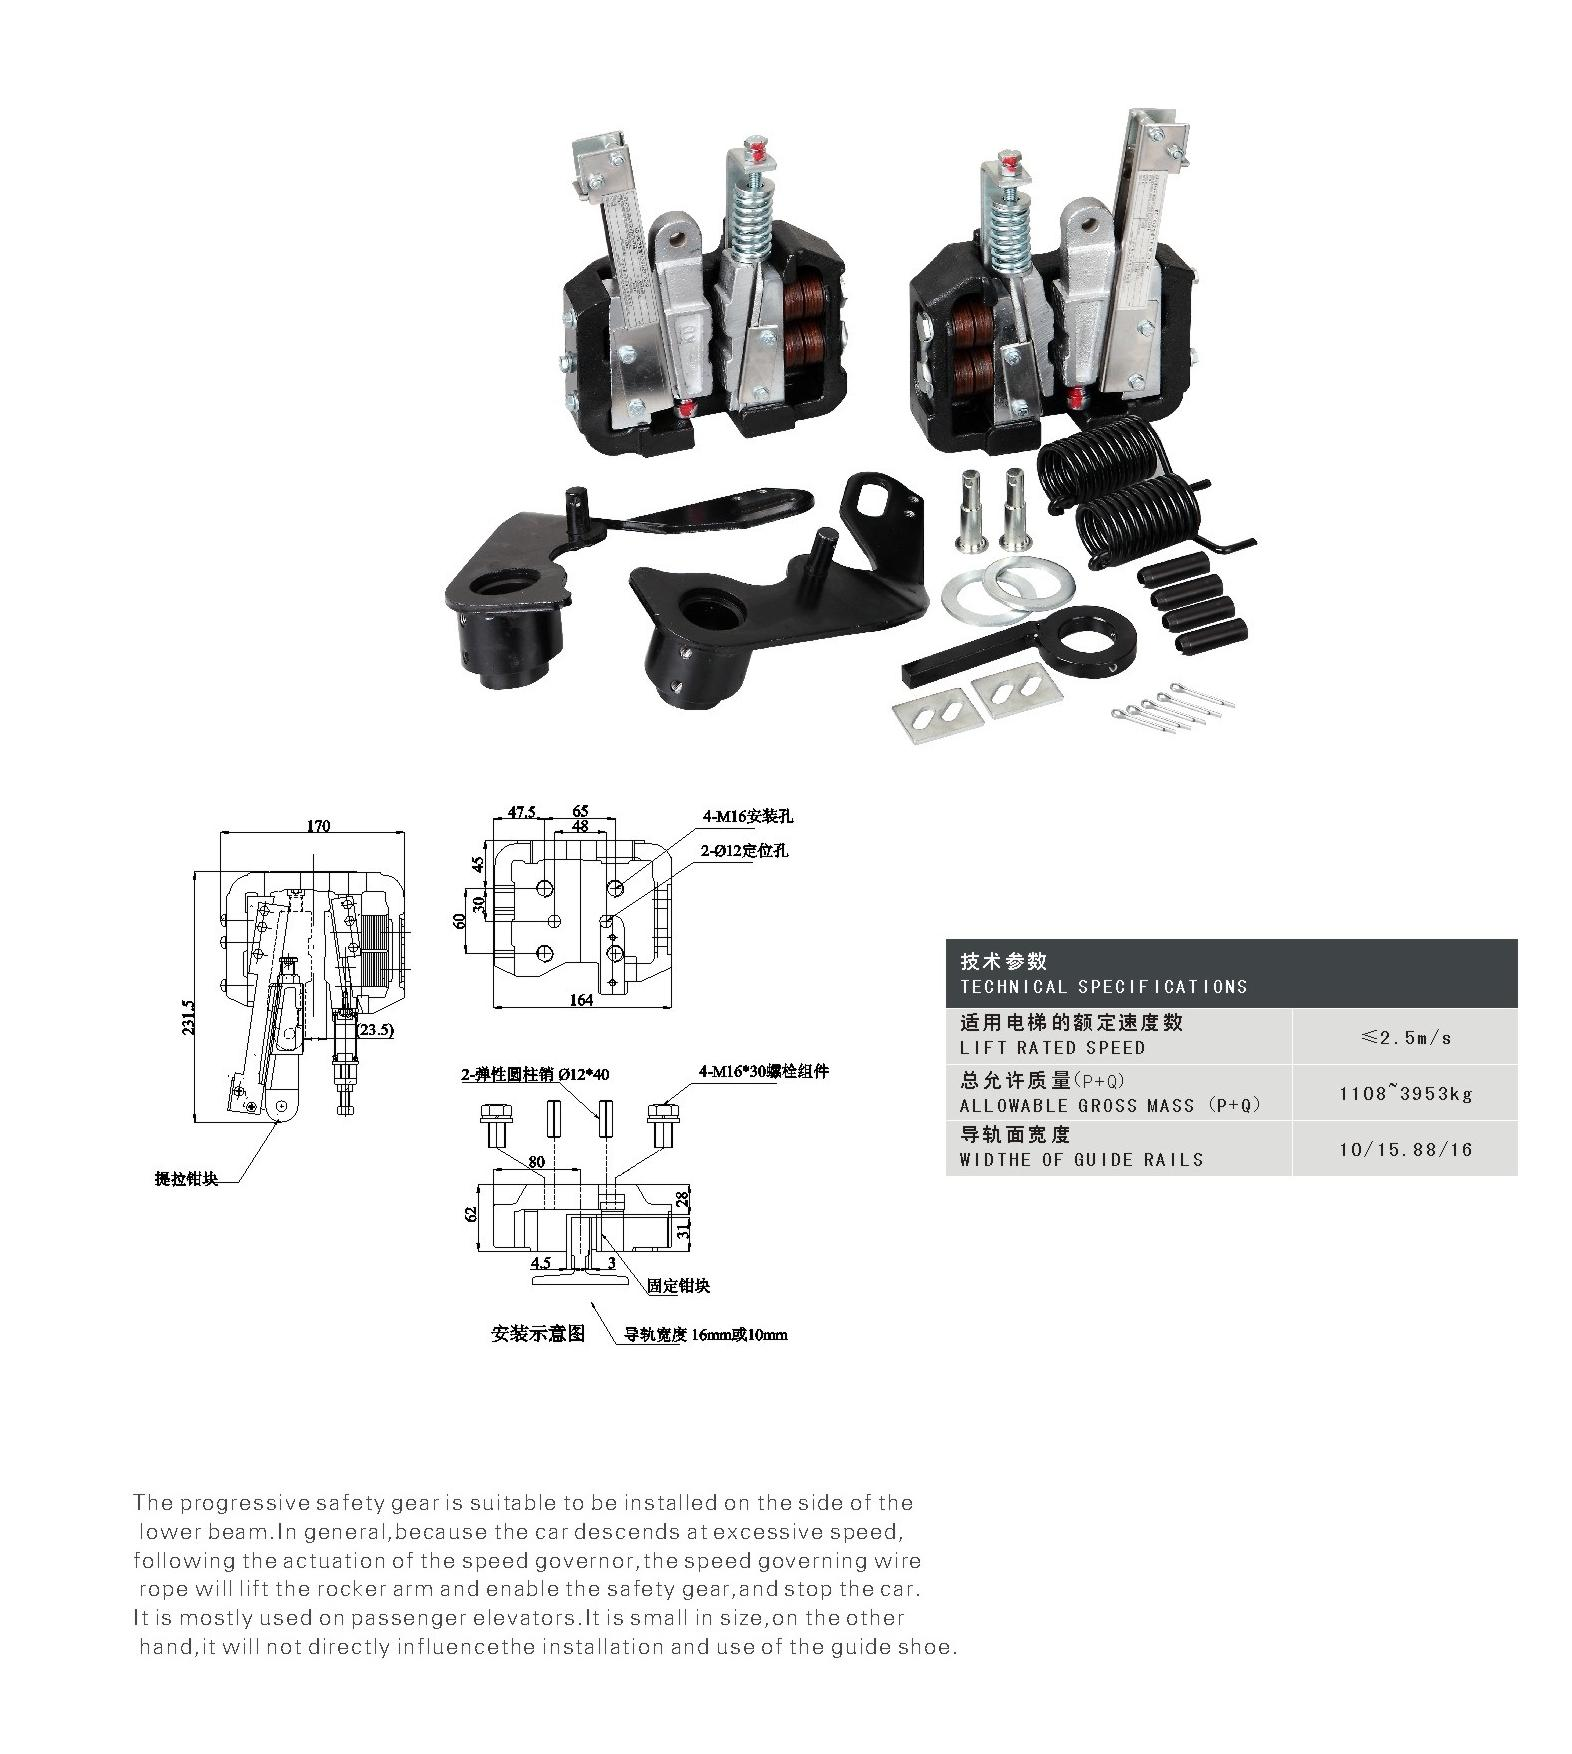 170
231.5
(23.5)
提拉钳块
47.5
65
48
45
30
60
164
4-M16安装孔
2-Ø12定位孔
2-弹性圆柱销 Ø12*40
4-M16*30螺栓组件
80
62
28
31
4.5
3
固定钳块
安装示意图
导轨宽度 16mm或10mm
技术参数
TECHNICAL SPECIFICATIONS
适用电梯的额定速度数
LIFT RATED SPEED
≤2.5m/s
总允许质量(P+Q)
ALLOWABLE GROSS MASS (P+Q)
1108~3953kg
导轨面宽度
WIDTHE OF GUIDE RAILS
10/15.88/16
The progressive safety gear is suitable to be installed on the side of the
lower beam.In general,because the car descends at excessive speed,
following the actuation of the speed governor,the speed governing wire
rope will lift the rocker arm and enable the safety gear,and stop the car.
It is mostly used on passenger elevators.It is small in size,on the other
hand,it will not directly influencethe installation and use of the guide shoe.